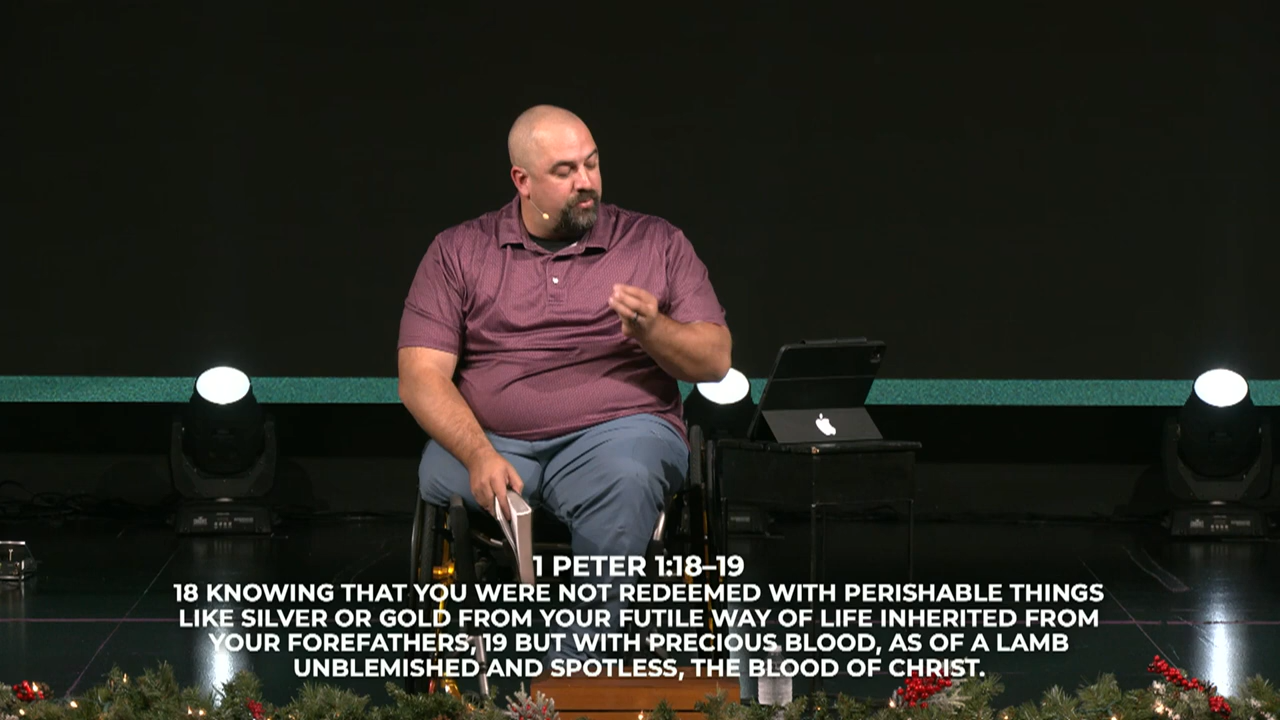 1 PETER 1:18–19
18 KNOWING THAT YOU WERE NOT REDEEMED WITH PERISHABLE THINGS
LIKE SILVER OR GOLD FROM YOUR FUTILE WAY OF LIFE INHERITED FROM
YOUR FOREFATHERS, 19 BUT WITH PRECIOUS BLOOD, AS OF A LAMB
UNBLEMISHED AND SPOTLESS, THE BLOOD OF CHRIST.